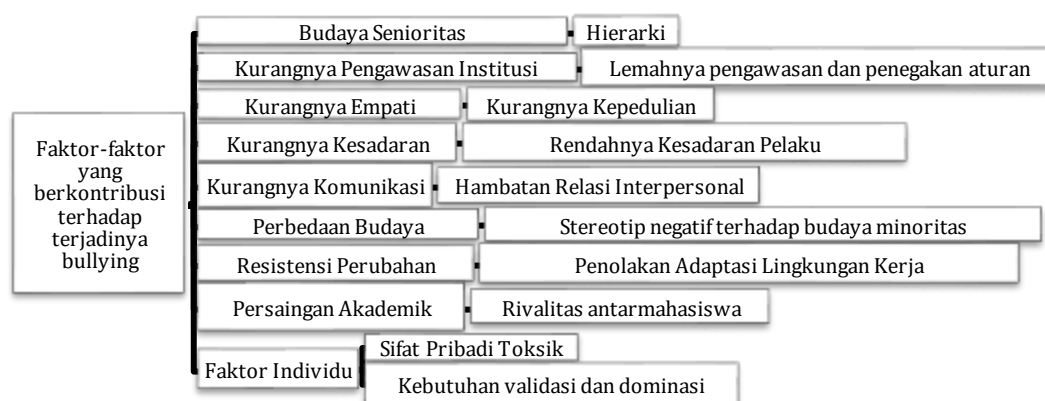 Faktor-faktor
yang
berkontribusi
terhadap
terjadinya
bullying
Budaya Senioritas
Hierarki
Kurangnya Pengawasan Institusi
Lemahnya pengawasan dan penegakan aturan
Kurangnya Empati
Kurangnya Kepedulian
Kurangnya Kesadaran
Rendahnya Kesadaran Pelaku
Kurangnya Komunikasi
Hambatan Relasi Interpersonal
Perbedaan Budaya
Stereotip negatif terhadap budaya minoritas
Resistensi Perubahan
Penolakan Adaptasi Lingkungan Kerja
Persaingan Akademik
Rivalitas antarmahasiswa
Faktor Individu
Sifat Pribadi Toksik
Kebutuhan validasi dan dominasi